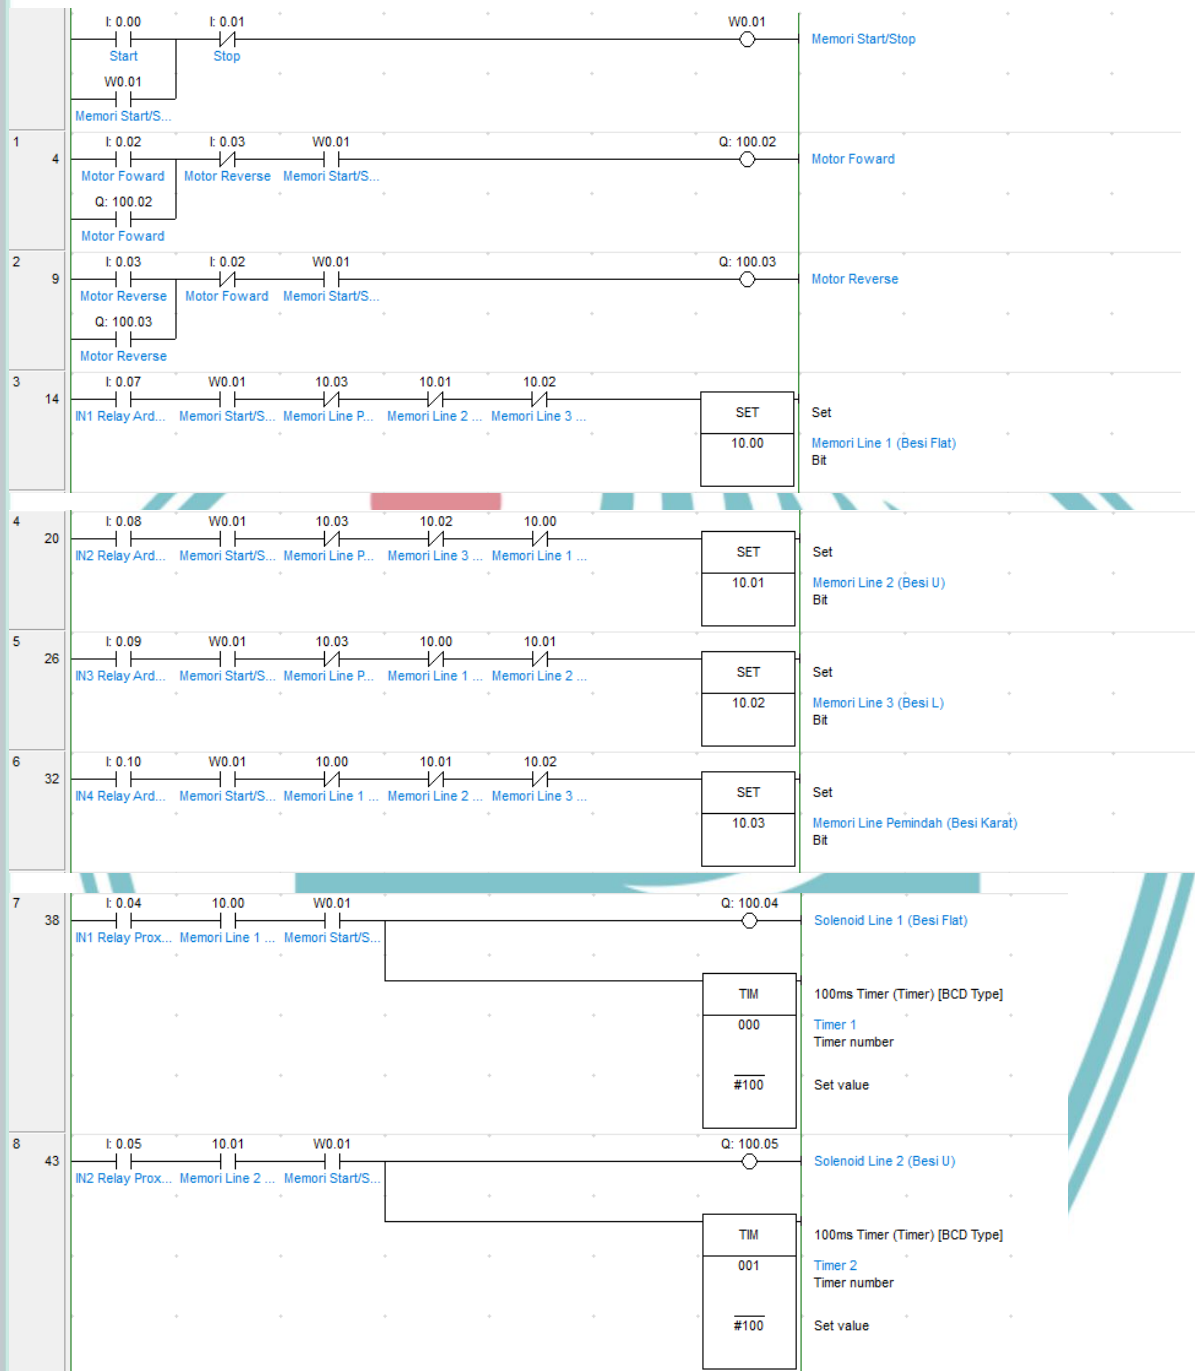 I: 0.00 I: 0.01 W0.01
Start Stop Memori Start/Stop
W0.01
Memori Start/S...
1
4
I: 0.02 I: 0.03 W0.01 Q: 100.02
Motor Foward Motor Reverse Memori Start/S... Motor Foward
Q: 100.02
Motor Foward
2
9
I: 0.03 I: 0.02 W0.01 Q: 100.03
Motor Reverse Motor Foward Memori Start/S... Motor Reverse
Q: 100.03
Motor Reverse
3
14
I: 0.07 W0.01 10.03 10.01 10.02
IN1 Relay Ard... Memori Start/S... Memori Line P... Memori Line 2 ... Memori Line 3 ...
SET Set
10.00 Memori Line 1 (Besi Flat)
Bit
4
20
I: 0.08 W0.01 10.03 10.02 10.00
IN2 Relay Ard... Memori Start/S... Memori Line P... Memori Line 3 ... Memori Line 1 ...
SET Set
10.01 Memori Line 2 (Besi U)
Bit
5
26
I: 0.09 W0.01 10.03 10.00 10.01
IN3 Relay Ard... Memori Start/S... Memori Line P... Memori Line 1 ... Memori Line 2 ...
SET Set
10.02 Memori Line 3 (Besi L)
Bit
6
32
I: 0.10 W0.01 10.00 10.01 10.02
IN4 Relay Ard... Memori Start/S... Memori Line 1 ... Memori Line 2 ... Memori Line 3 ...
SET Set
10.03 Memori Line Pemindah (Besi Karat)
Bit
7
38
I: 0.04 10.00 W0.01 Q: 100.04
IN1 Relay Prox... Memori Line 1 ... Memori Start/S... Solenoid Line 1 (Besi Flat)
TIM 100ms Timer (Timer) [BCD Type]
000 Timer 1
Timer number
#100 Set value
8
43
I: 0.05 10.01 W0.01 Q: 100.05
IN2 Relay Prox... Memori Line 2 ... Memori Start/S... Solenoid Line 2 (Besi U)
TIM 100ms Timer (Timer) [BCD Type]
001 Timer 2
Timer number
#100 Set value